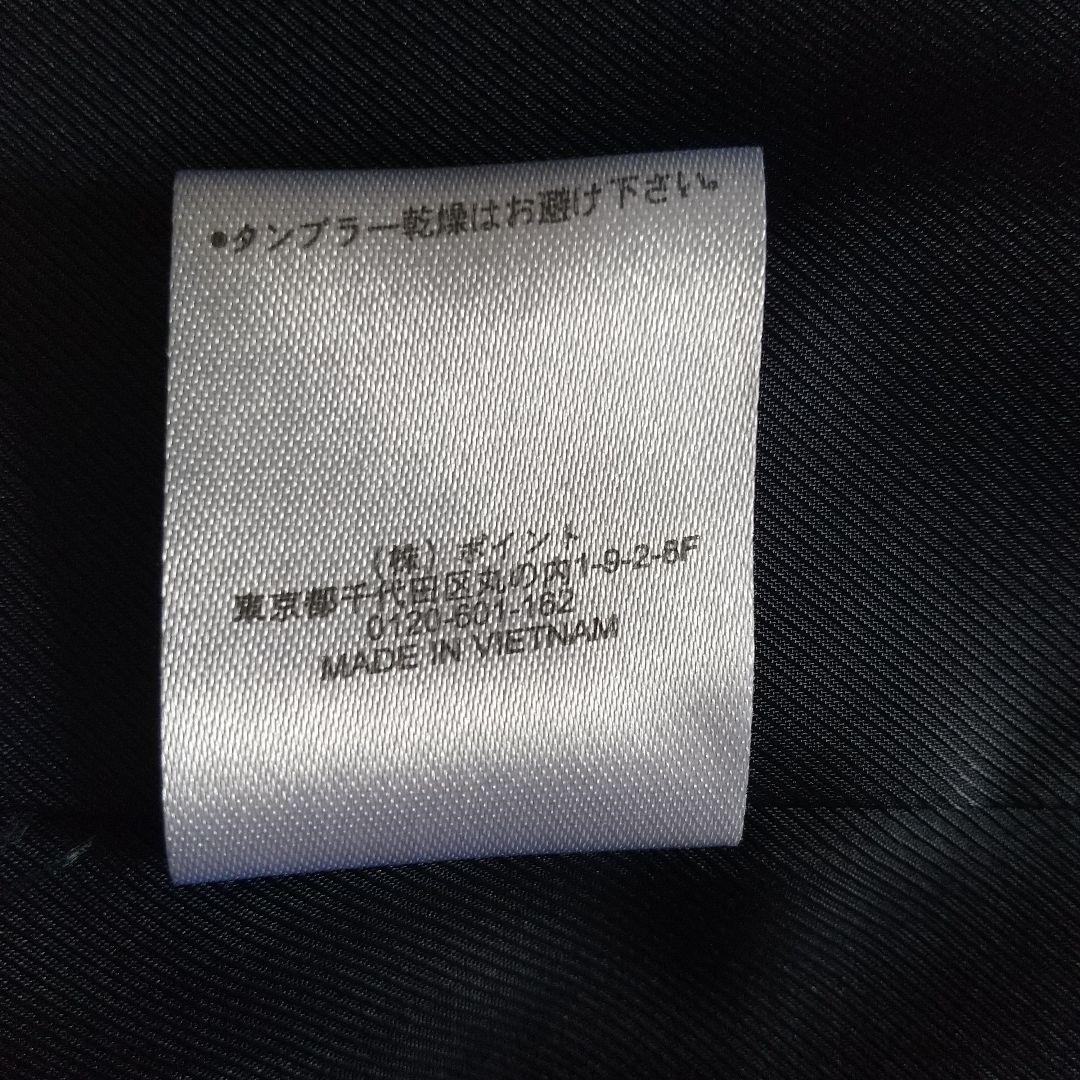 ●タンブラー乾燥はお避け下さい。
(株)ポイント
東京都千代田区丸の内1-9-2-6F
0120-601-162
MADE IN VIETNAM